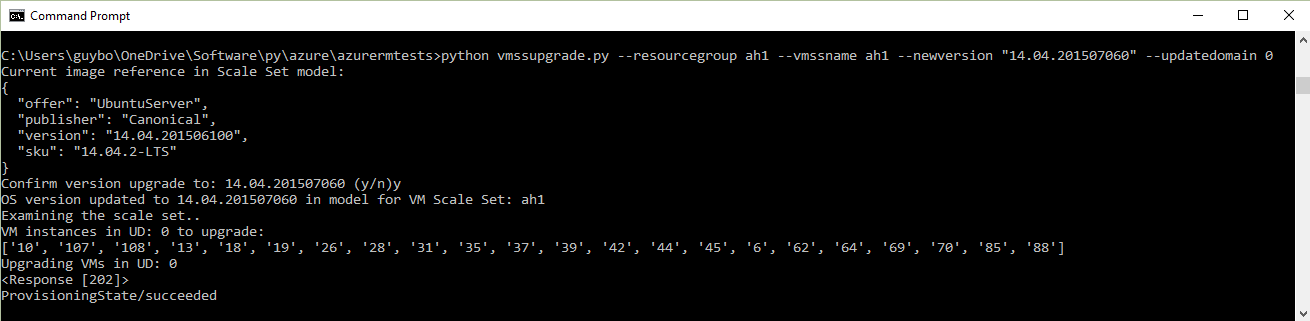 Command Prompt
C:\Users\guybo\OneDrive\Software\py\azure\azurermtests>python vmssupgrade.py --resourcegroup ah1 --vmssname ah1 --newversion "14.04.201507060" --updatedomain 0
Current image reference in Scale Set model:
{
  "offer": "UbuntuServer",
  "publisher": "Canonical",
  "version": "14.04.201506100",
  "sku": "14.04.2-LTS"
}
Confirm version upgrade to: 14.04.201507060 (y/n)y
OS version updated to 14.04.201507060 in model for VM Scale Set: ah1
Examining the scale set..
VM instances in UD: 0 to upgrade:
['10', '107', '108', '13', '18', '19', '26', '28', '31', '35', '37', '39', '42', '44', '45', '6', '62', '64', '69', '70', '85', '88']
Upgrading VMs in UD: 0
<Response [202]>
ProvisioningState/succeeded